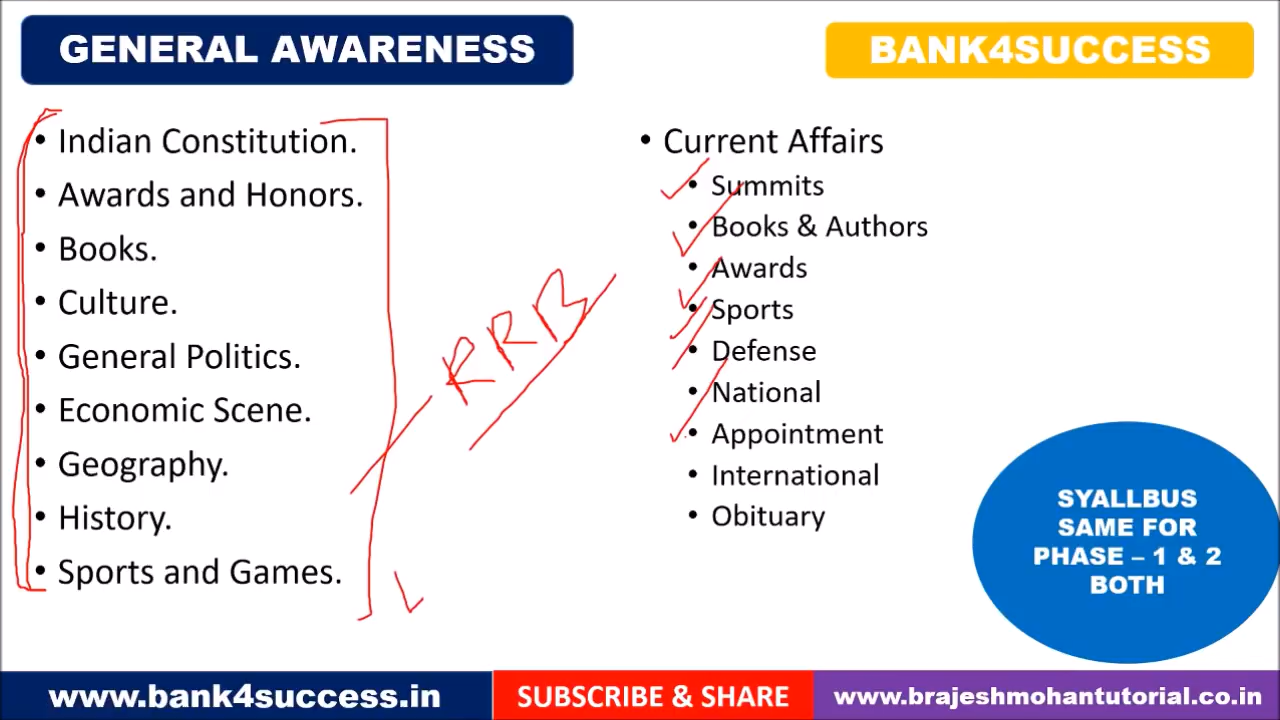 GENERAL AWARENESS
BANK4SUCCESS
• Indian Constitution.
• Awards and Honors.
• Books.
• Culture.
• General Politics.
• Economic Scene.
• Geography.
• History.
• Sports and Games.
RRB
• Current Affairs
• Summits
• Books & Authors
• Awards
• Sports
• Defense
• National
• Appointment
• International
• Obituary
SYALLBUS
SAME FOR
PHASE – 1 & 2
BOTH
www.bank4success.in
SUBSCRIBE & SHARE
www.brajeshmohantutorial.co.in